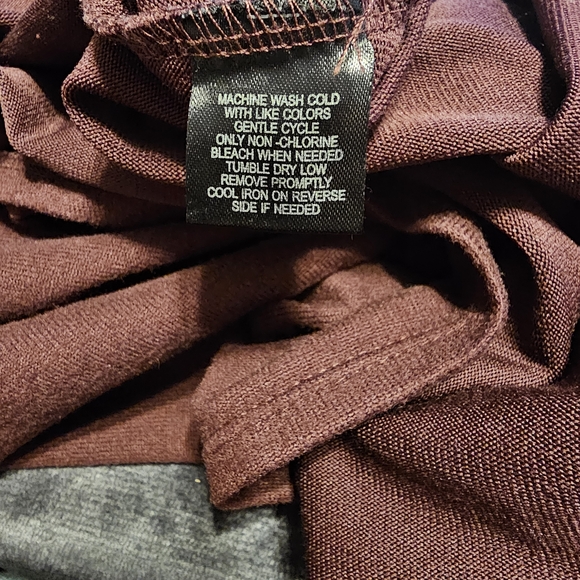 MACHINE WASH COLD
WITH LIKE COLORS
GENTLE CYCLE
ONLY NON -CHLORINE
BLEACH WHEN NEEDED
TUMBLE DRY LOW
REMOVE PROMPTLY
COOL IRON ON REVERSE
SIDE IF NEEDED